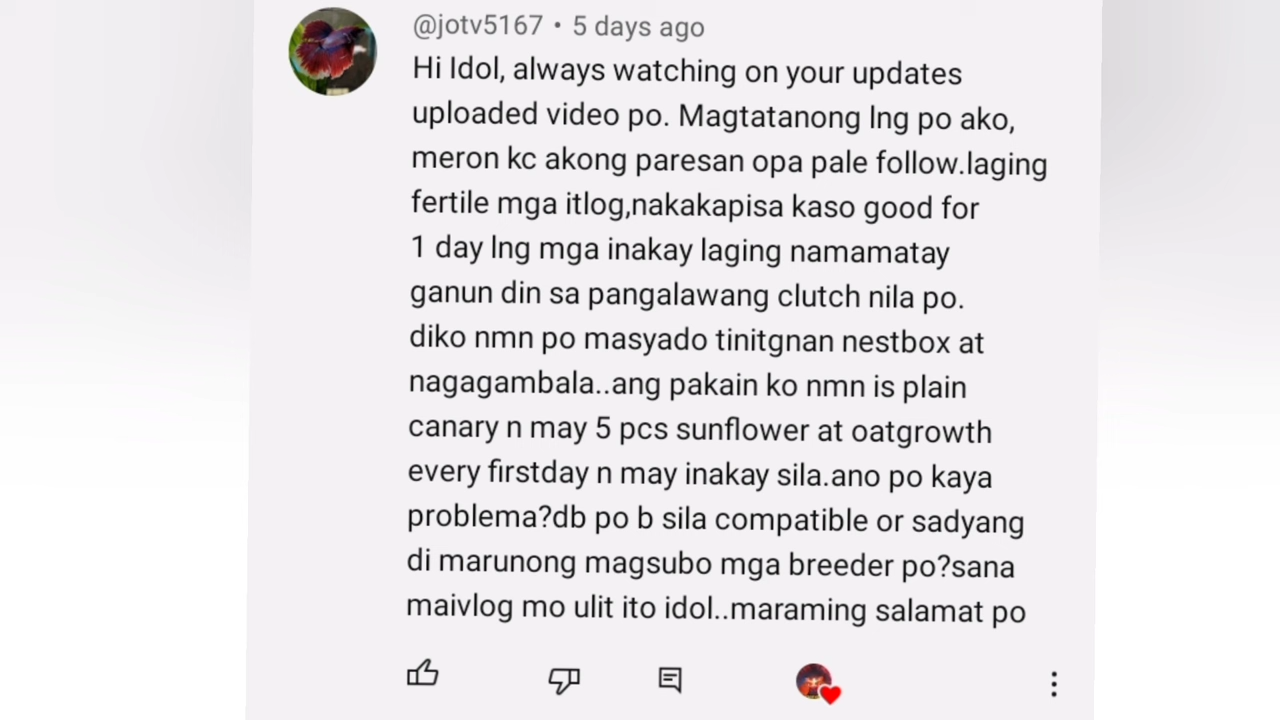 @jotv5167 • 5 days ago
Hi Idol, always watching on your updates
uploaded video po. Magtatanong lng po ako,
meron kc akong paresan opa pale follow.laging
fertile mga itlog,nakakapisa kaso good for
1 day lng mga inakay laging namamatay
ganun din sa pangalawang clutch nila po.
diko nmn po masyado tinitgnan nestbox at
nagagambala..ang pakain ko nmn is plain
canary n may 5 pcs sunflower at oatgrowth
every firstday n may inakay sila.ano po kaya
problema?db po b sila compatible or sadyang
di marunong magsubo mga breeder po?sana
maivlog mo ulit ito idol..maraming salamat po